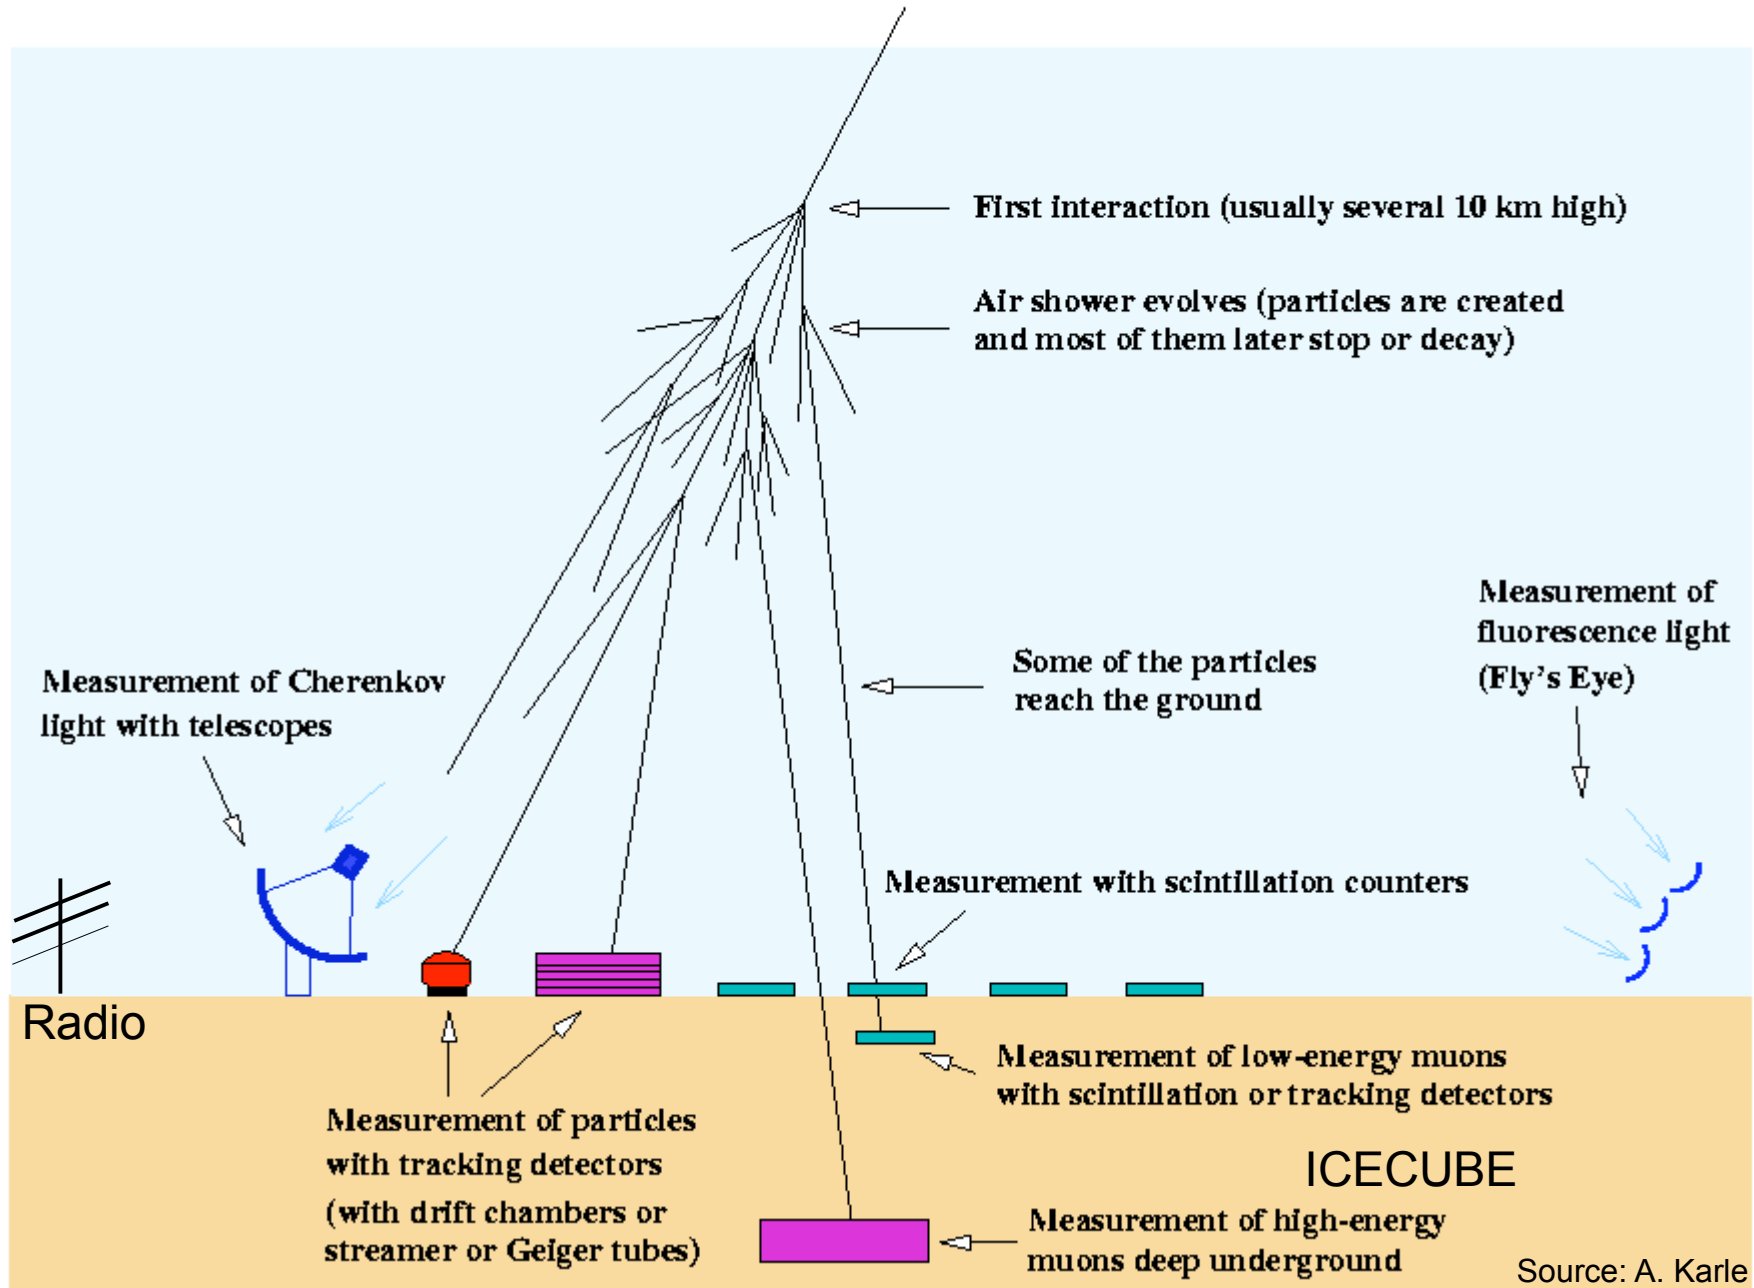 First interaction (usually several 10 km high)
Air shower evolves (particles are created
and most of them later stop or decay)
Measurement of
fluorescence light
(Fly's Eye)
Some of the particles
reach the ground
Measurement of Cherenkov
light with telescopes
Measurement with scintillation counters
Radio
Measurement of low-energy muons
with scintillation or tracking detectors
Measurement of particles
with tracking detectors
(with drift chambers or
streamer or Geiger tubes)
ICECUBE
Measurement of high-energy
muons deep underground
Source: A. Karle